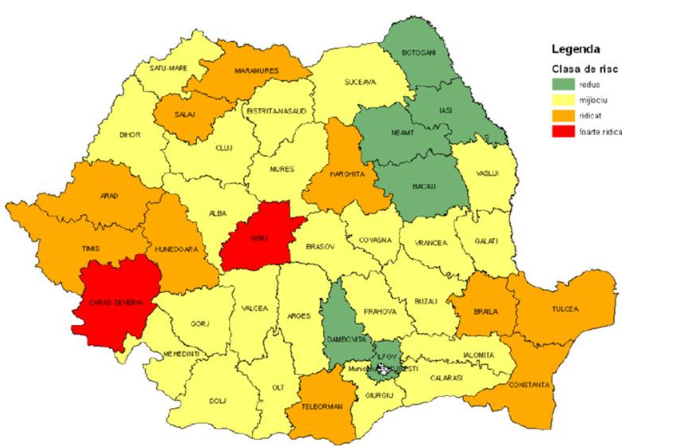 BOTOSANI
Legenda
Clasa de risc
redus
mijlociu
ridicat
foarte ridica
SATU-MARE
MARAMURES
SUCEAVA
SALAJ
BISTRITA-NASAUD
IASI
BIHOR
CLUJ
NEAMT
MURES
HARGHITA
VASLUI
BACAU
ARAD
ALBA
SIBIU
TIMIS
HUNEDOARA
BRASOV
COVASNA
VRANCEA
GALATI
CARAS-SEVERIN
GORJ
VALCEA
ARGES
PRAHOVA
BUZAU
BRAILA
TULCEA
DAMBOVITA
MEHEDINTI
ILFOV
IALOMITA
CALARASI
CONSTANTA
OLT
DOLJ
TELEORMAN
GIURGIU